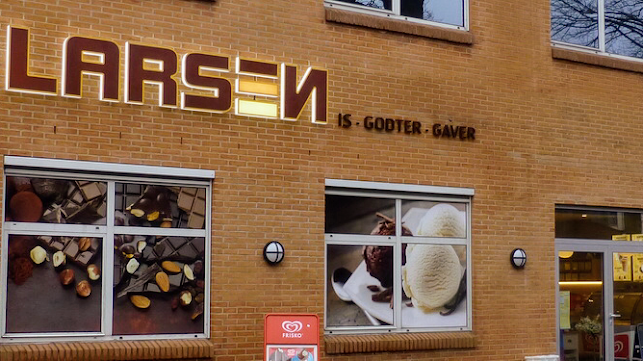 LARSEN
IS · GODTER · GAVER
FRISKO